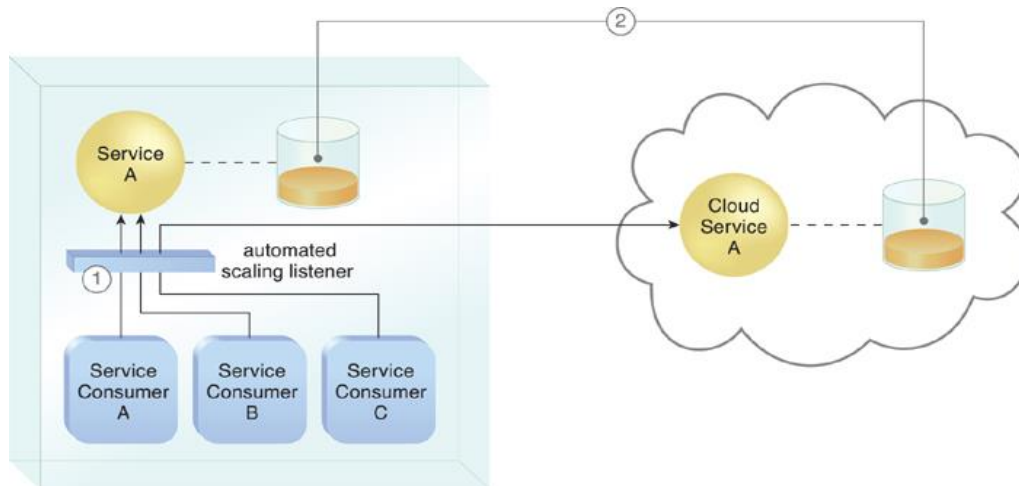 2
Service
A
Cloud
Service
A
automated
scaling listener
1
Service
Consumer
A
Service
Consumer
B
Service
Consumer
C